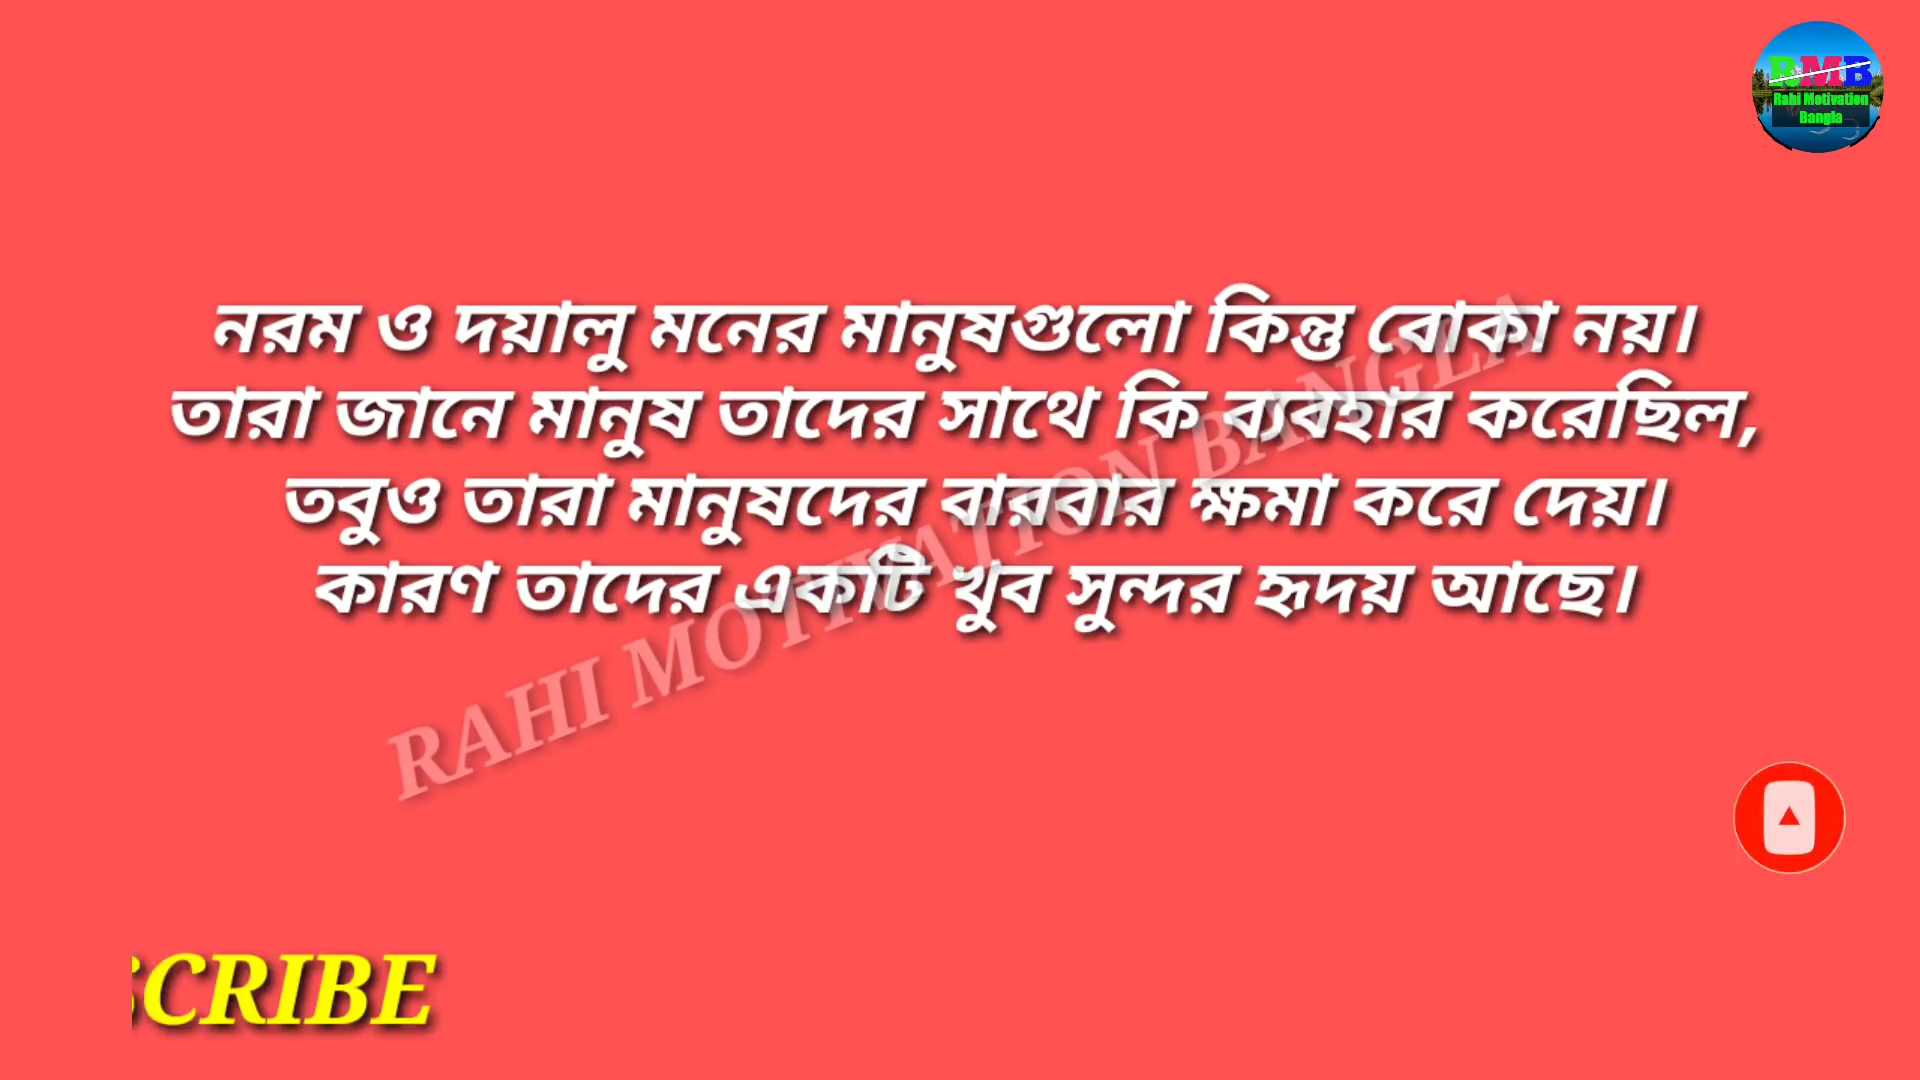 RMB
Rahi Motivation
Bangla
নরম ও দয়ালু মনের মানুষগুলো কিন্তু বোকা নয়।
তারা জানে মানুষ তাদের সাথে কি ব্যবহার করেছিল,
তবুও তারা মানুষদের বারবার ক্ষমা করে দেয়।
কারণ তাদের একটি খুব সুন্দর হৃদয় আছে।
RAHI MOTIVATION BANGLA
SCRIBE